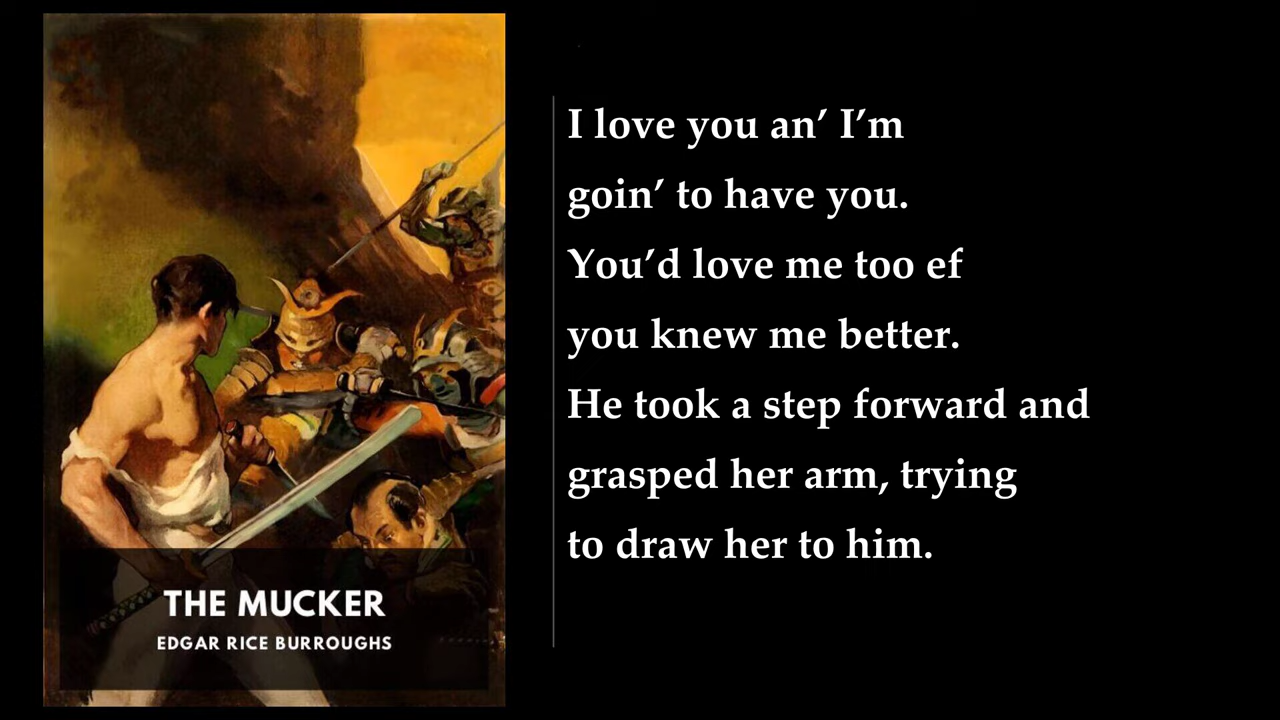 THE MUCKER
EDGAR RICE BURROUGHS
I love you an’ I’m
goin’ to have you.
You’d love me too ef
you knew me better.
He took a step forward and
grasped her arm, trying
to draw her to him.